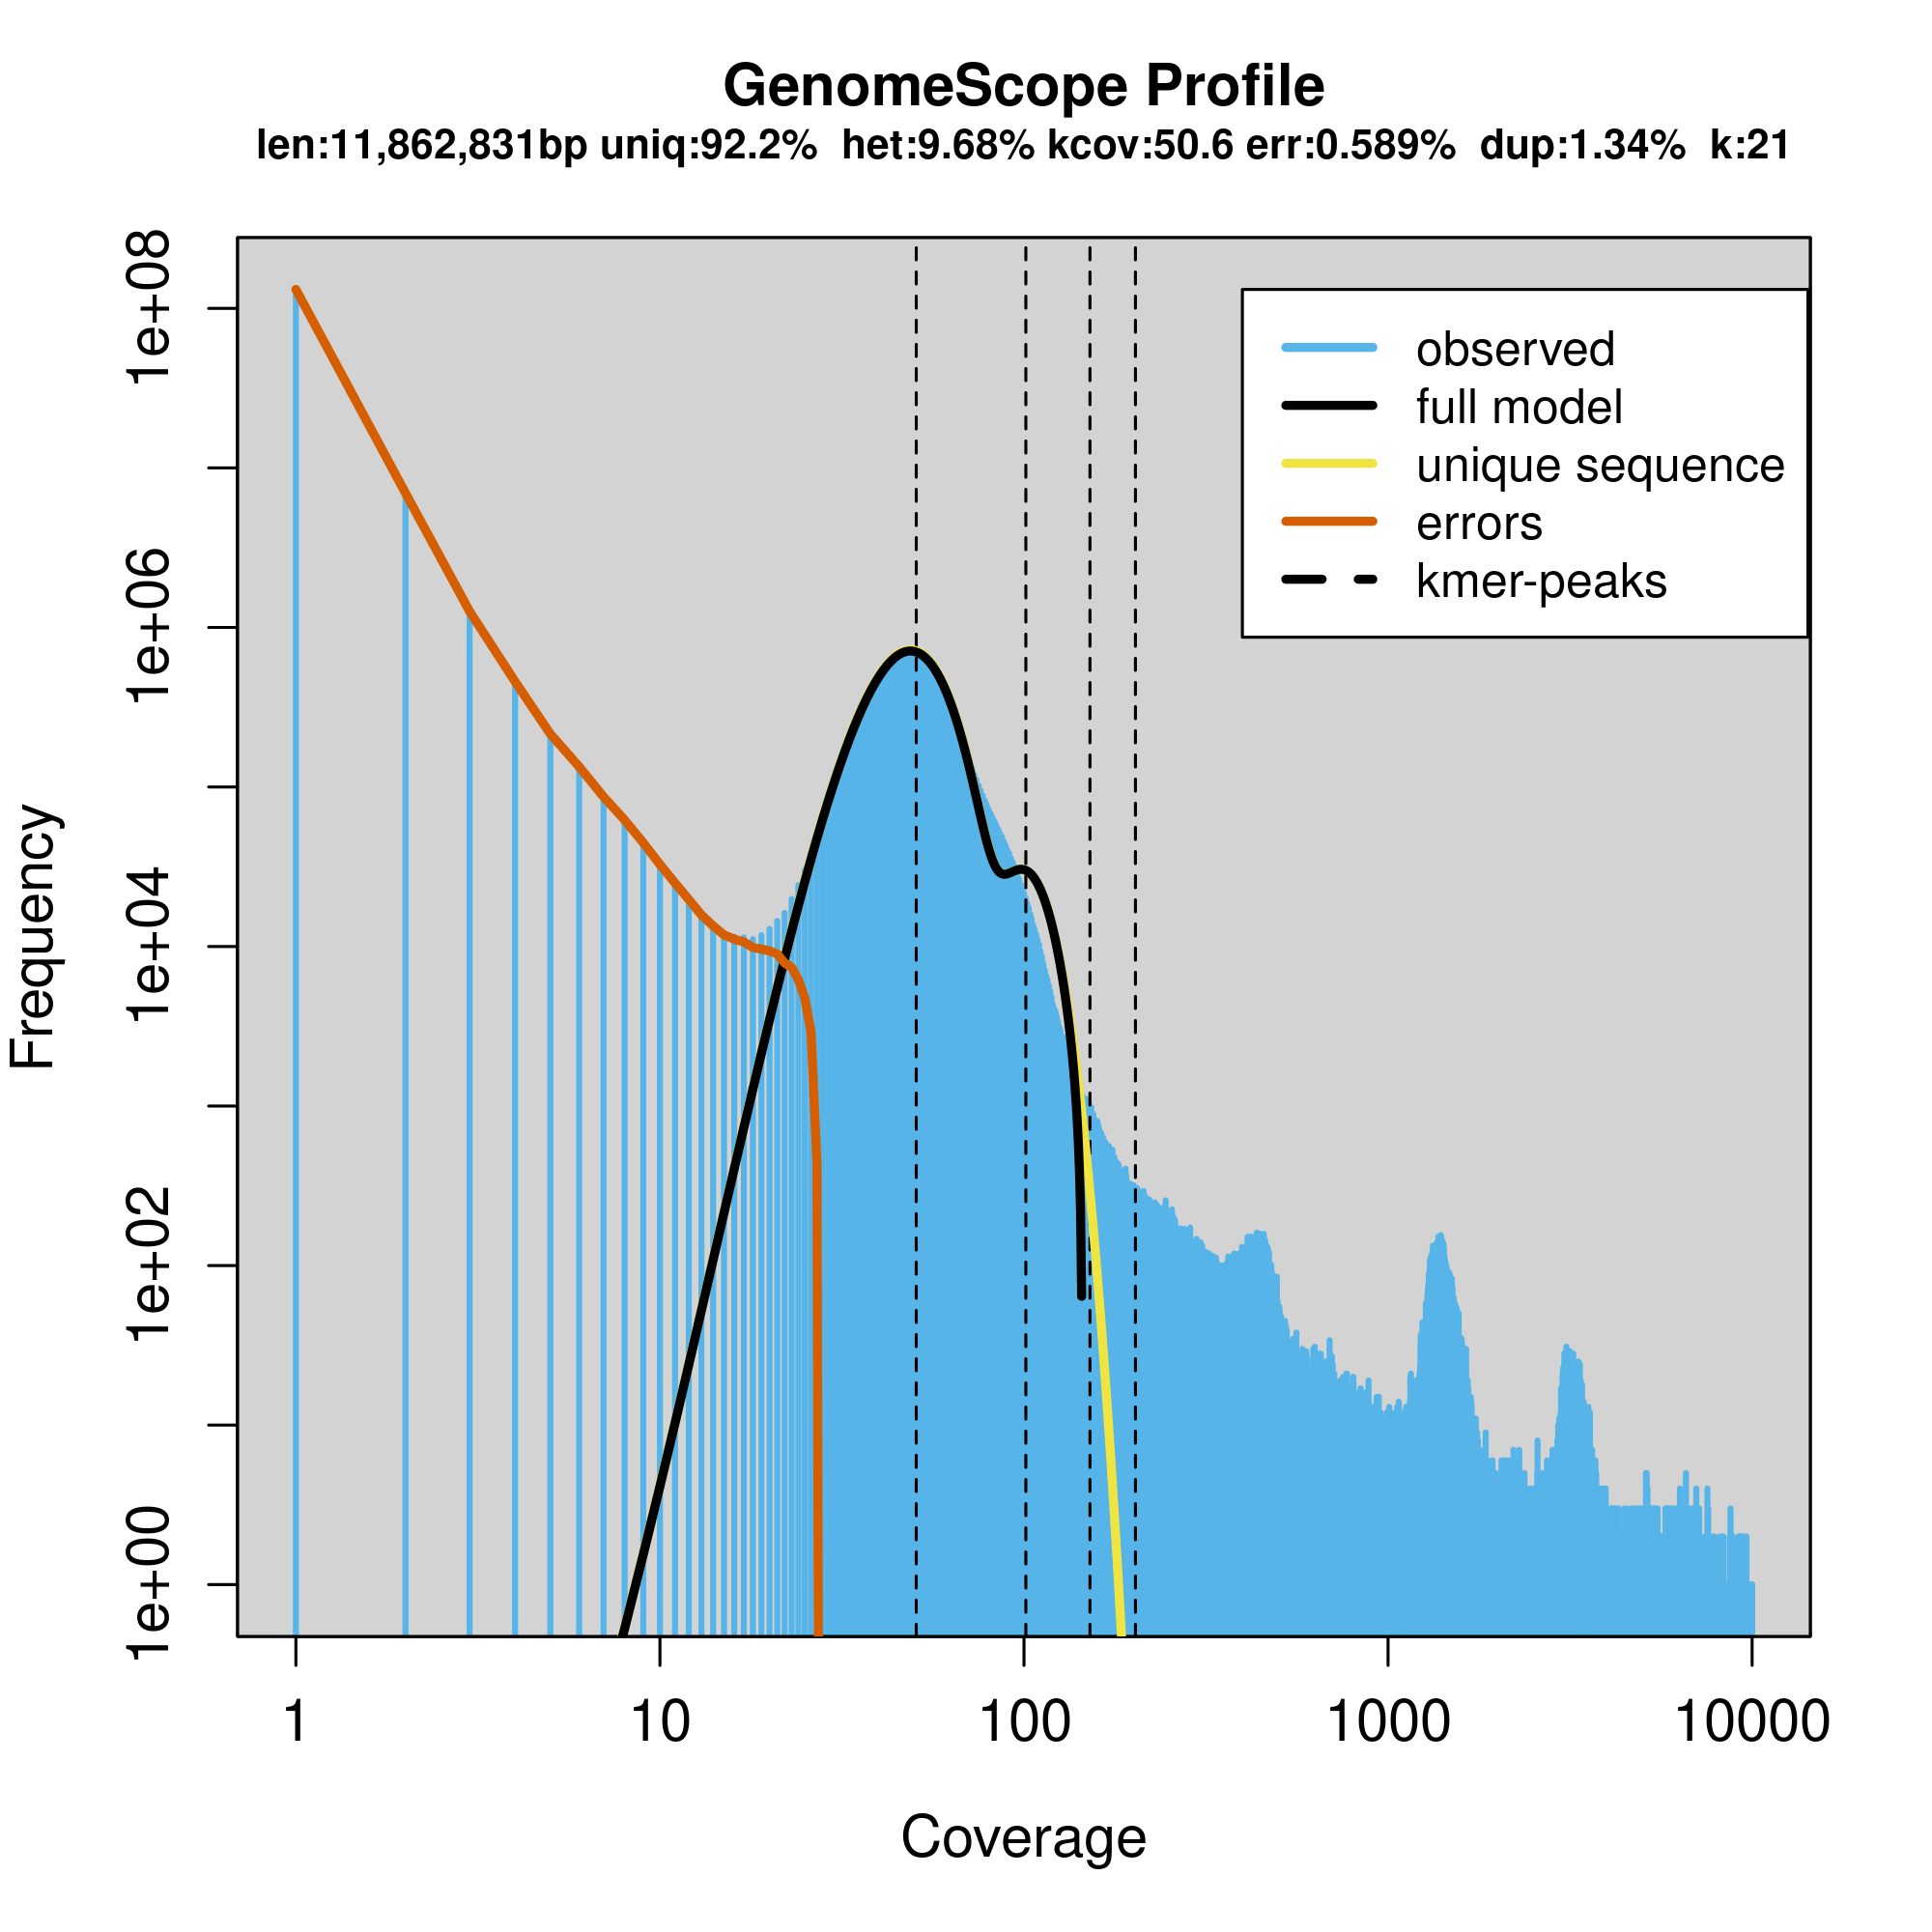 GenomeScope Profile
len:11,862,831bp uniq:92.2% het:9.68% kcov:50.6 err:0.589% dup:1.34% k:21
observed
full model
unique sequence
errors
kmer-peaks
Frequency
1e+08
1e+06
1e+04
1e+02
1e+00
1 10 100 1000 10000
Coverage